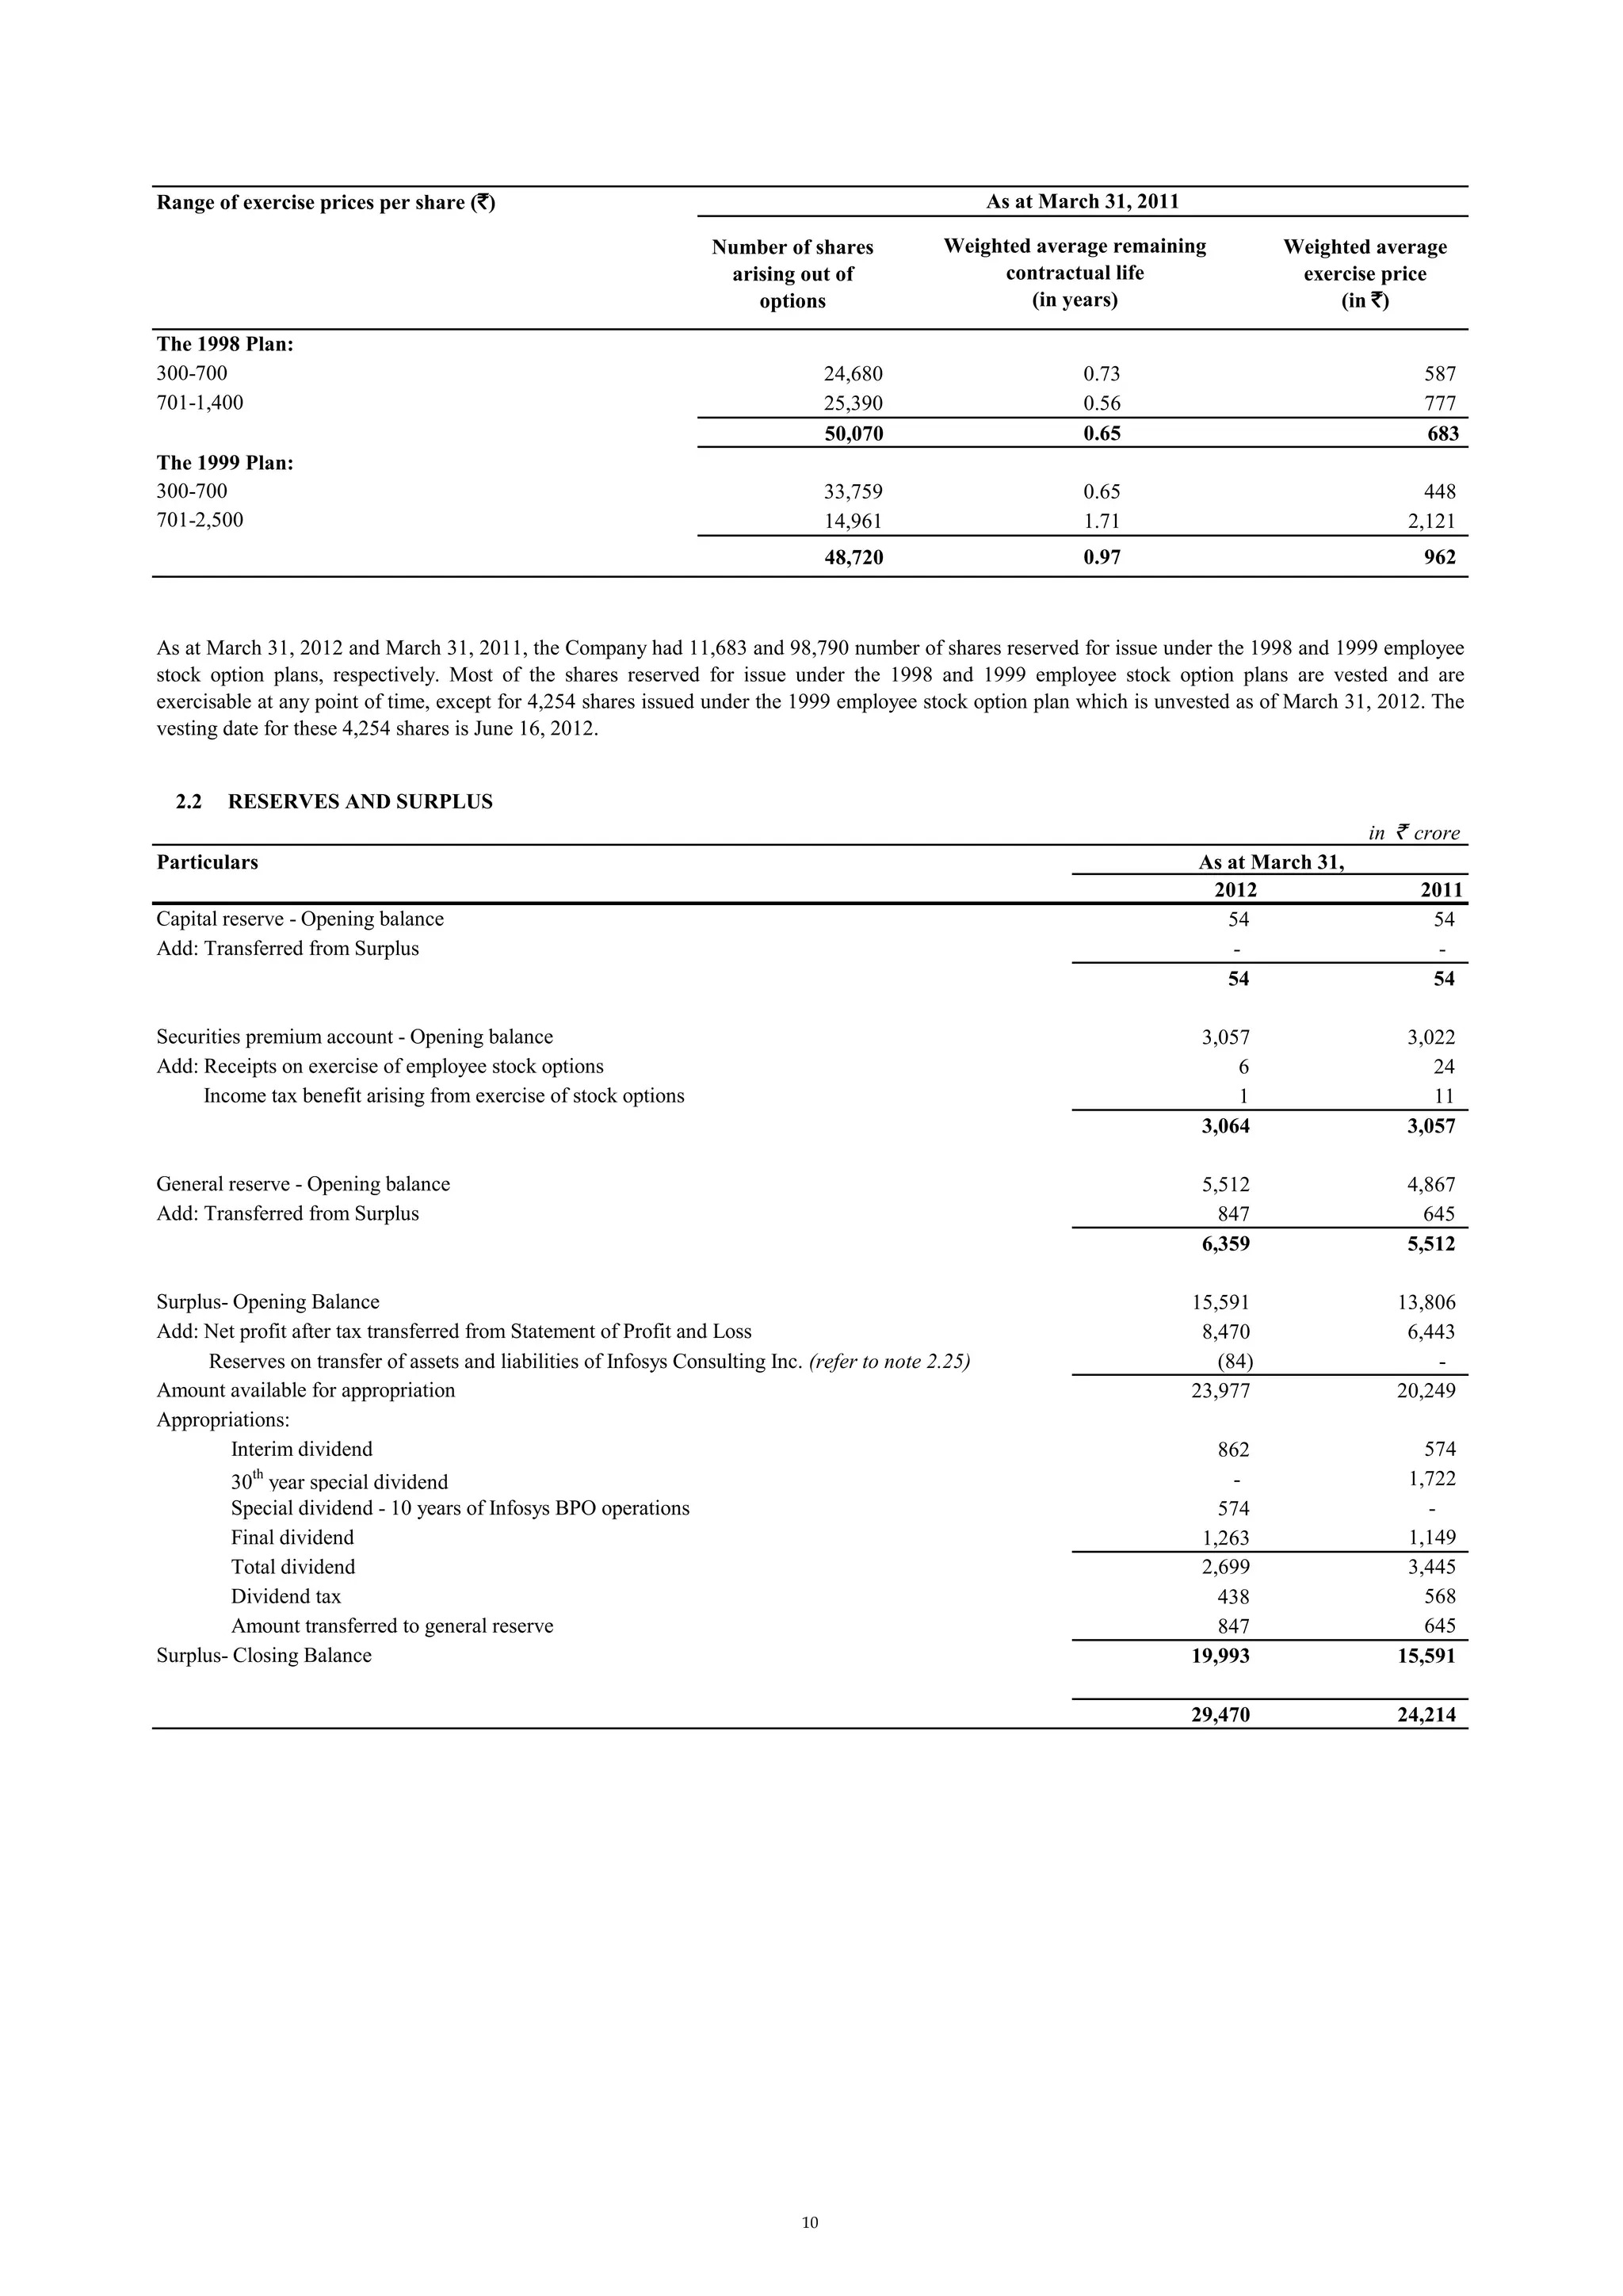 Range of exercise prices per share (₹) As at March 31, 2011
Number of shares arising out of options Weighted average remaining contractual life (in years) Weighted average exercise price (in ₹)
The 1998 Plan:
300-700 24,680 0.73 587
701-1,400 25,390 0.56 777
50,070 0.65 683
The 1999 Plan:
300-700 33,759 0.65 448
701-2,500 14,961 1.71 2,121
48,720 0.97 962
As at March 31, 2012 and March 31, 2011, the Company had 11,683 and 98,790 number of shares reserved for issue under the 1998 and 1999 employee
stock option plans, respectively. Most of the shares reserved for issue under the 1998 and 1999 employee stock option plans are vested and are
exercisable at any point of time, except for 4,254 shares issued under the 1999 employee stock option plan which is unvested as of March 31, 2012. The
vesting date for these 4,254 shares is June 16, 2012.
2.2 RESERVES AND SURPLUS
in ₹ crore
Particulars As at March 31,
2012 2011
Capital reserve - Opening balance 54 54
Add: Transferred from Surplus - -
54 54
Securities premium account - Opening balance 3,057 3,022
Add: Receipts on exercise of employee stock options 6 24
Income tax benefit arising from exercise of stock options 1 11
3,064 3,057
General reserve - Opening balance 5,512 4,867
Add: Transferred from Surplus 847 645
6,359 5,512
Surplus- Opening Balance 15,591 13,806
Add: Net profit after tax transferred from Statement of Profit and Loss 8,470 6,443
Reserves on transfer of assets and liabilities of Infosys Consulting Inc. (refer to note 2.25) (84) -
Amount available for appropriation 23,977 20,249
Appropriations:
Interim dividend 862 574
30th year special dividend - 1,722
Special dividend - 10 years of Infosys BPO operations 574 -
Final dividend 1,263 1,149
Total dividend 2,699 3,445
Dividend tax 438 568
Amount transferred to general reserve 847 645
Surplus- Closing Balance 19,993 15,591
29,470 24,214
10